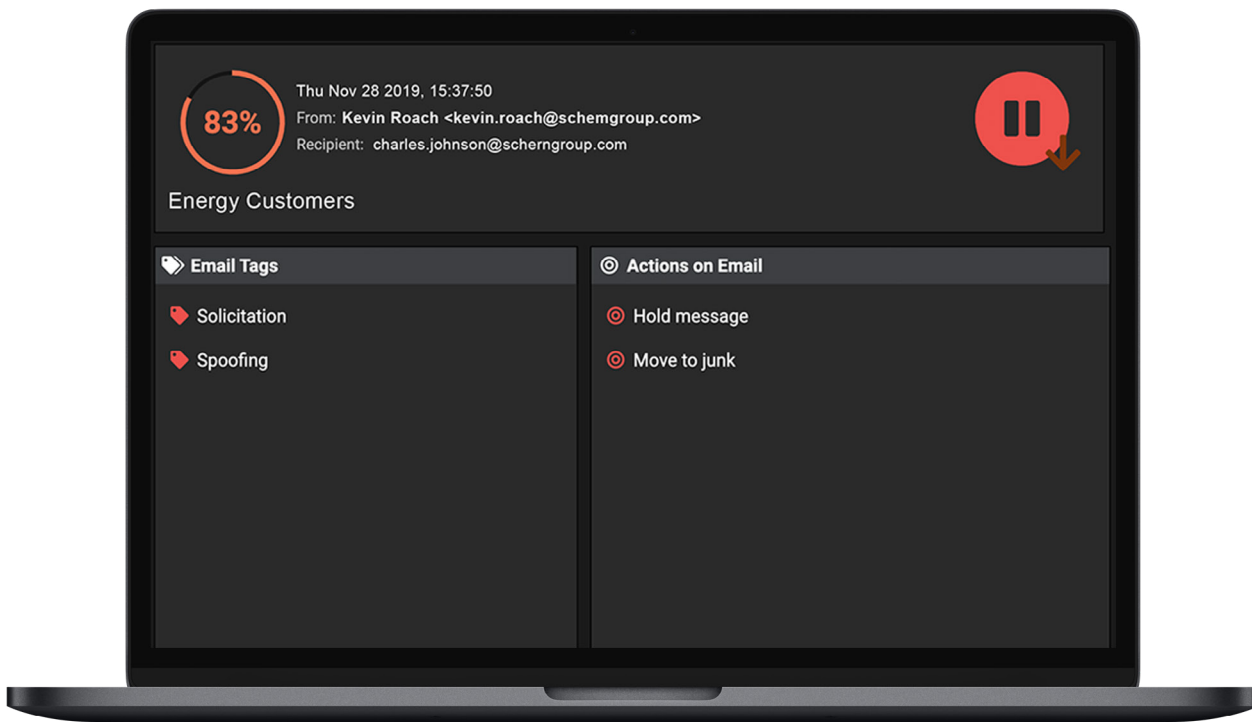 83%
Thu Nov 28 2019, 15:37:50
From: Kevin Roach <kevin.roach@schemgroup.com>
Recipient: charles.johnson@scherngroup.com
Energy Customers
Email Tags
Solicitation
Spoofing
Actions on Email
Hold message
Move to junk